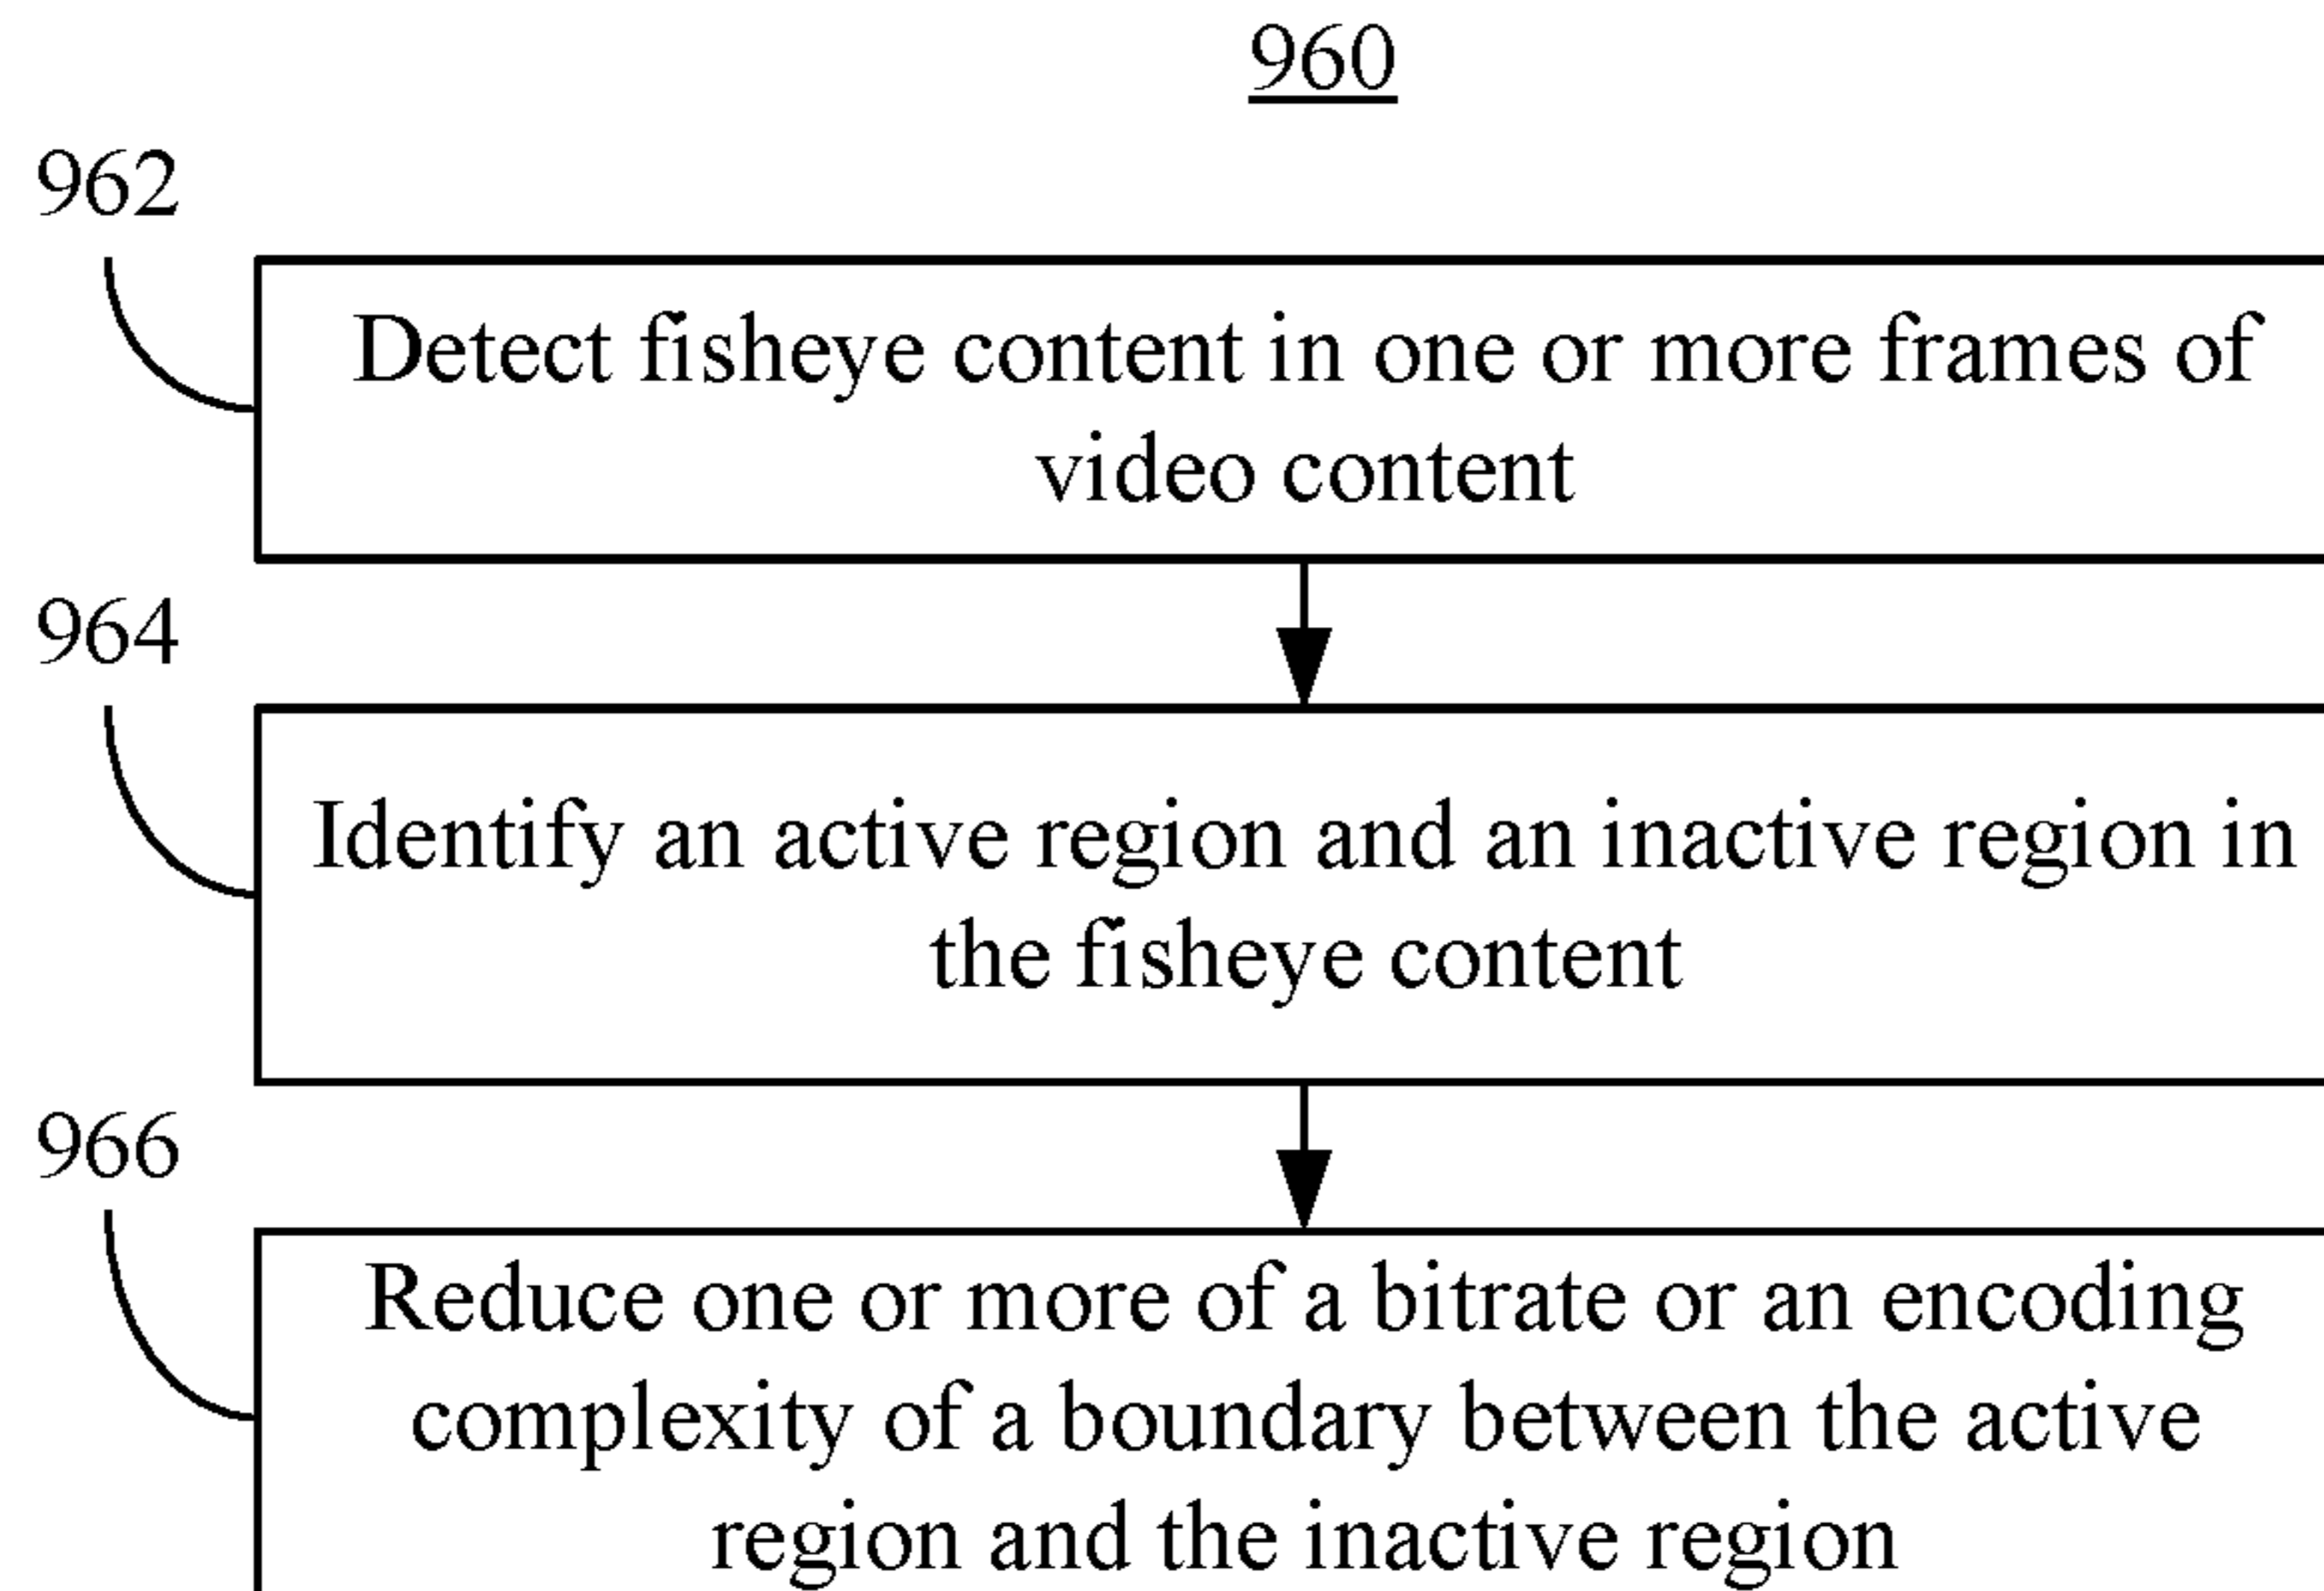 960
962
Detect fisheye content in one or more frames of
video content
964
Identify an active region and an inactive region in
the fisheye content
966
Reduce one or more of a bitrate or an encoding
complexity of a boundary between the active
region and the inactive region